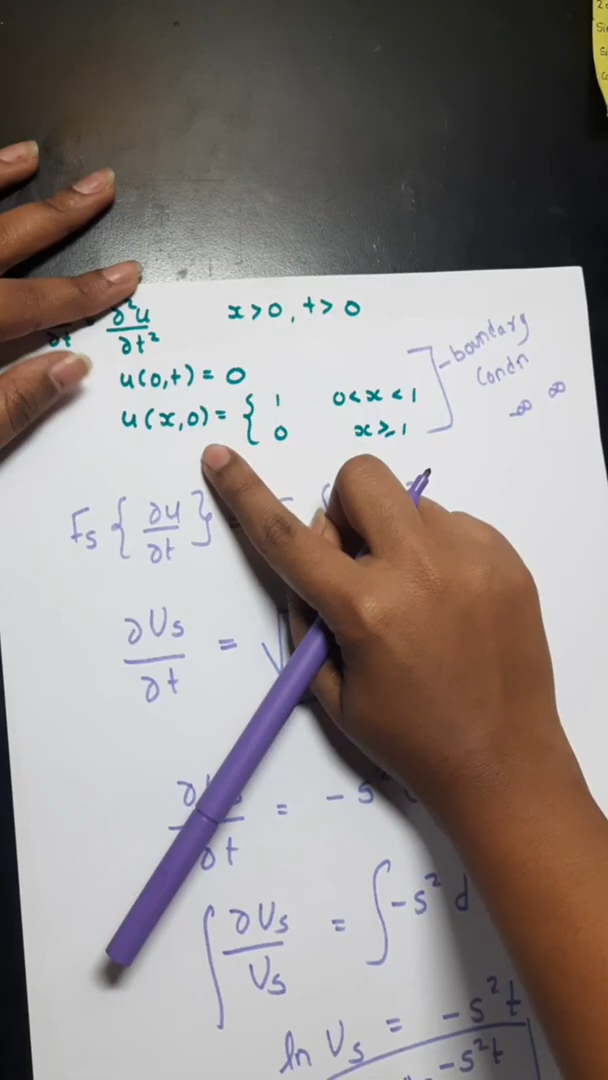 ∂t ∂²u/∂t² x>0, t>0
u(0,t) = 0
u(x,0) = { 1 0<x<1
0 x≥1
- boundary
Condn
-∞ ∞
Fs { ∂u/∂t } =
∂Us/∂t = √
∂t = -s²
∫ ∂Us/Us = ∫ -s² d
ln Us = -s²t
-s²t